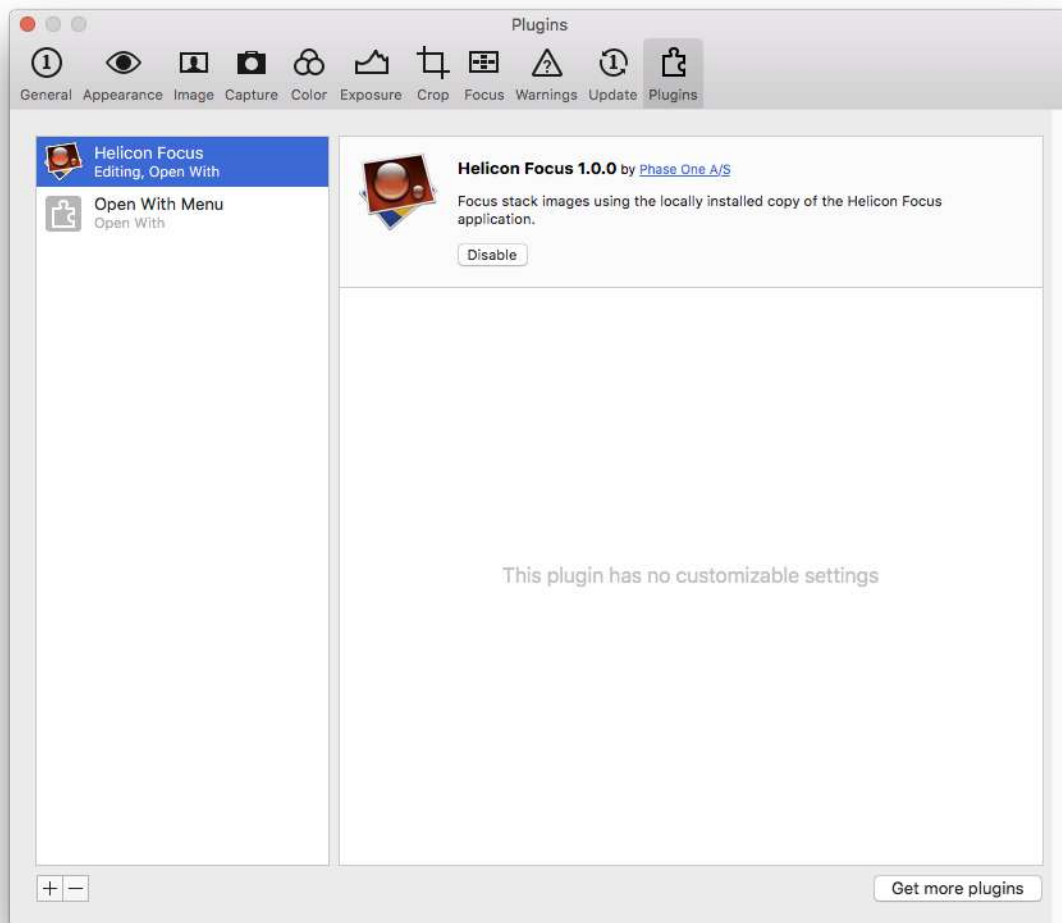 Plugins
General Appearance Image Capture Color Exposure Crop Focus Warnings Update Plugins
Helicon Focus
Editing, Open With
Open With Menu
Open With
Helicon Focus 1.0.0 by Phase One A/S
Focus stack images using the locally installed copy of the Helicon Focus
application.
Disable
This plugin has no customizable settings
Get more plugins